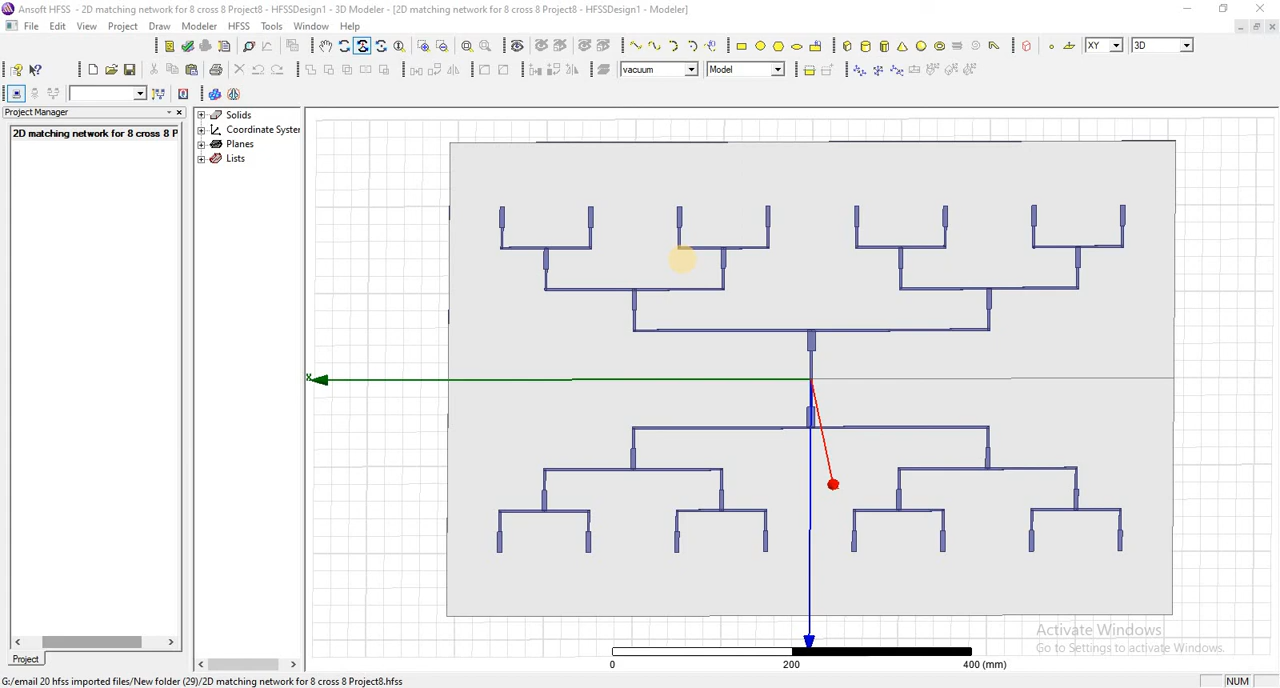 Ansoft HFSS - 2D matching network for 8 cross 8 Project8 - HFSSDesign1 - 3D Modeler - [2D matching network for 8 cross 8 Project8 - HFSSDesign1 - Modeler]
File Edit View Project Draw Modeler HFSS Tools Window Help
XY 3D
vacuum Model
Project Manager
2D matching network for 8 cross 8 P
Solids
Coordinate System
Planes
Lists
Activate Windows
Go to Settings to activate Windows.
0 200 400 (mm)
Project
G:/email 20 hfss imported files/New folder (29)/2D matching network for 8 cross 8 Project8.hfss
NUM